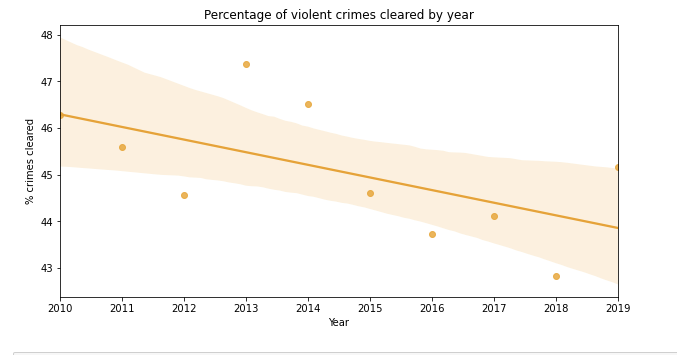 Percentage of violent crimes cleared by year
48
47
46
45
44
43
% crimes cleared
2010 2011 2012 2013 2014 2015 2016 2017 2018 2019
Year